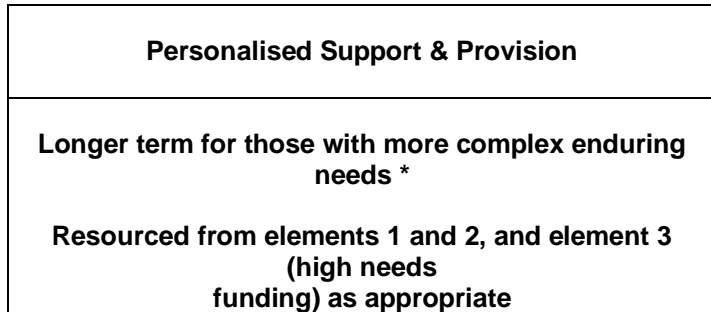 Personalised Support & Provision
Longer term for those with more complex enduring
needs *
Resourced from elements 1 and 2, and element 3
(high needs
funding) as appropriate